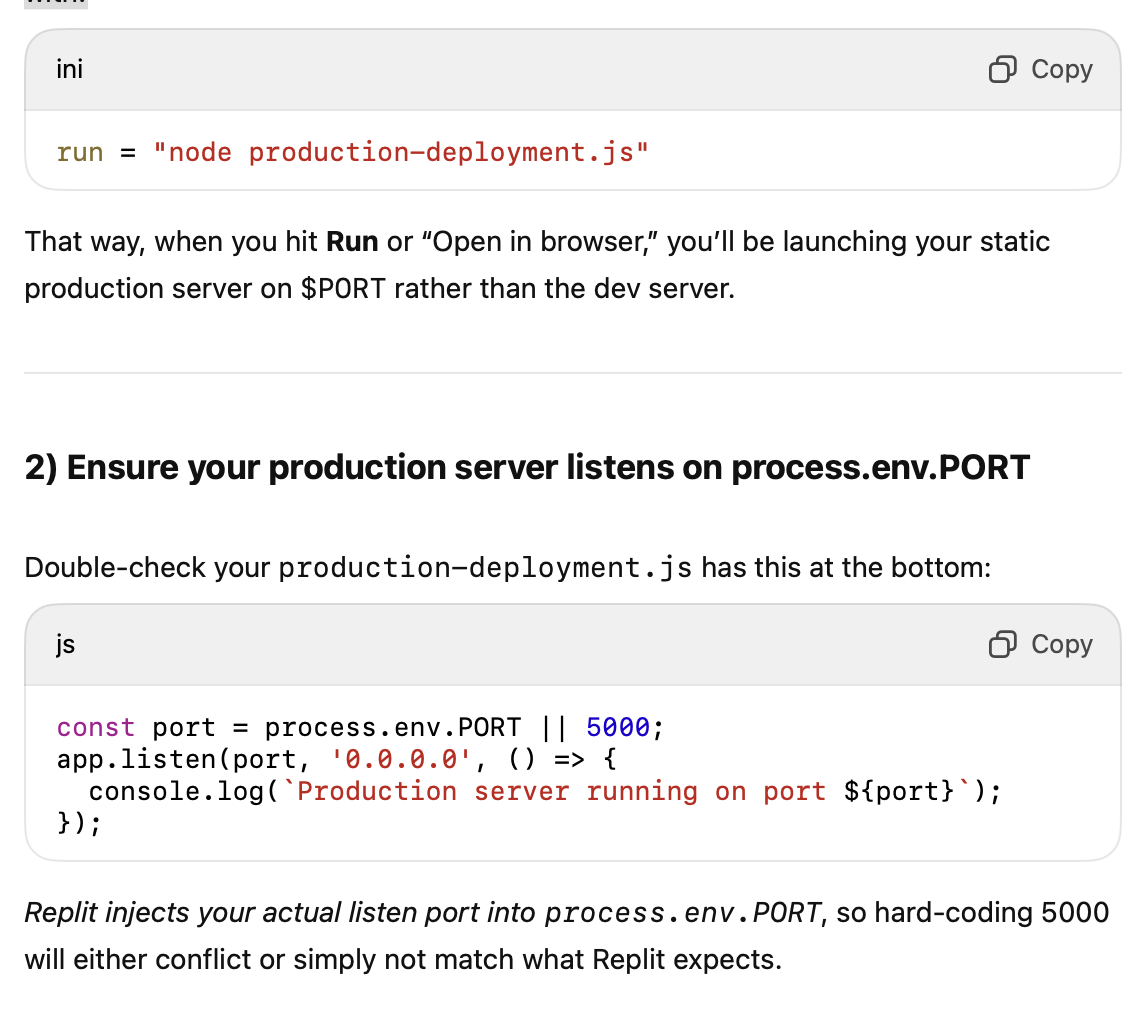 ini
Copy
run = "node production-deployment.js"
That way, when you hit Run or “Open in browser,” you’ll be launching your static
production server on $PORT rather than the dev server.
2) Ensure your production server listens on process.env.PORT
Double-check your production-deployment.js has this at the bottom:
js
Copy
const port = process.env.PORT || 5000;
app.listen(port, '0.0.0.0', () => {
  console.log(`Production server running on port ${port}`);
});
Replit injects your actual listen port into process.env.PORT, so hard-coding 5000
will either conflict or simply not match what Replit expects.